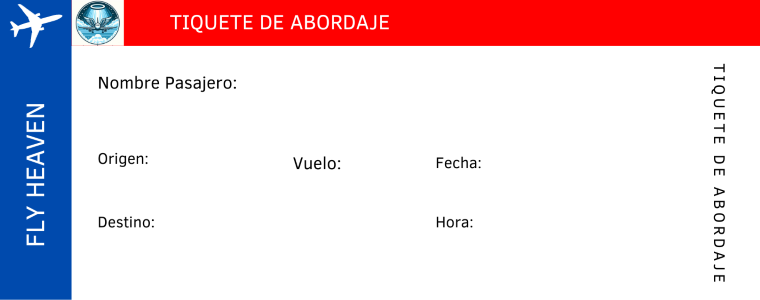 TIQUETE DE ABORDAJE
FLY HEAVEN
Nombre Pasajero:
Origen:
Vuelo:
Fecha:
Destino:
Hora:
TIQUETE DE ABORDAJE